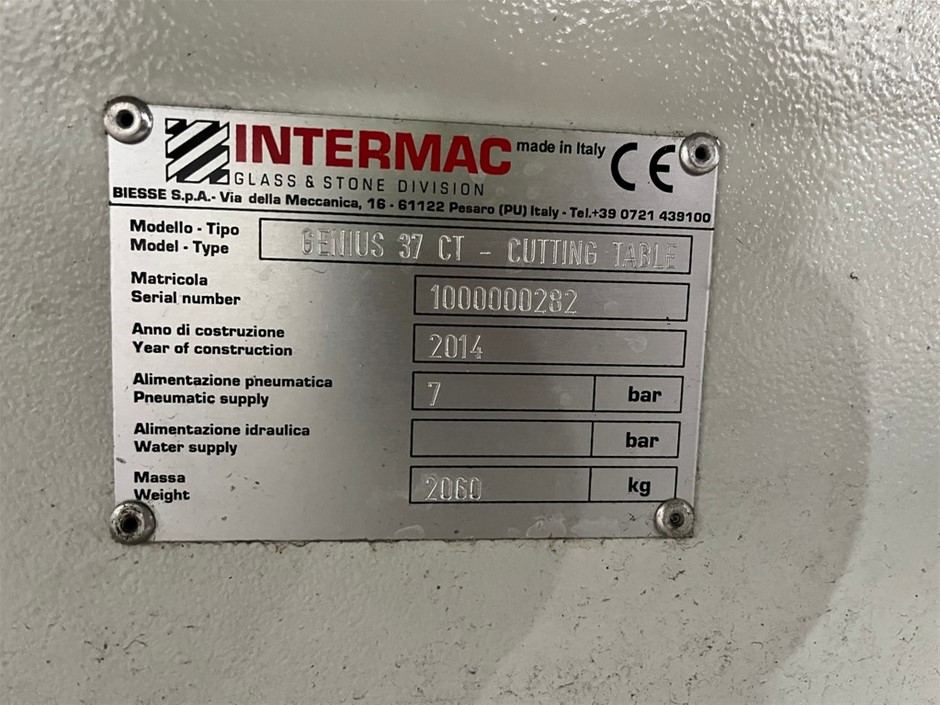 INTERMAC made in Italy CE
GLASS & STONE DIVISION
BIESSE S.p.A.- Via della Meccanica, 16 - 61122 Pesaro (PU) Italy - Tel.+39 0721 439100
Modello - Tipo
Model - Type
GENIUS 37 CT - CUTTING TABLE
Matricola
Serial number
1000000282
Anno di costruzione
Year of construction
2014
Alimentazione pneumatica
Pneumatic supply
7 bar
Alimentazione idraulica
Water supply
bar
Massa
Weight
2060 kg